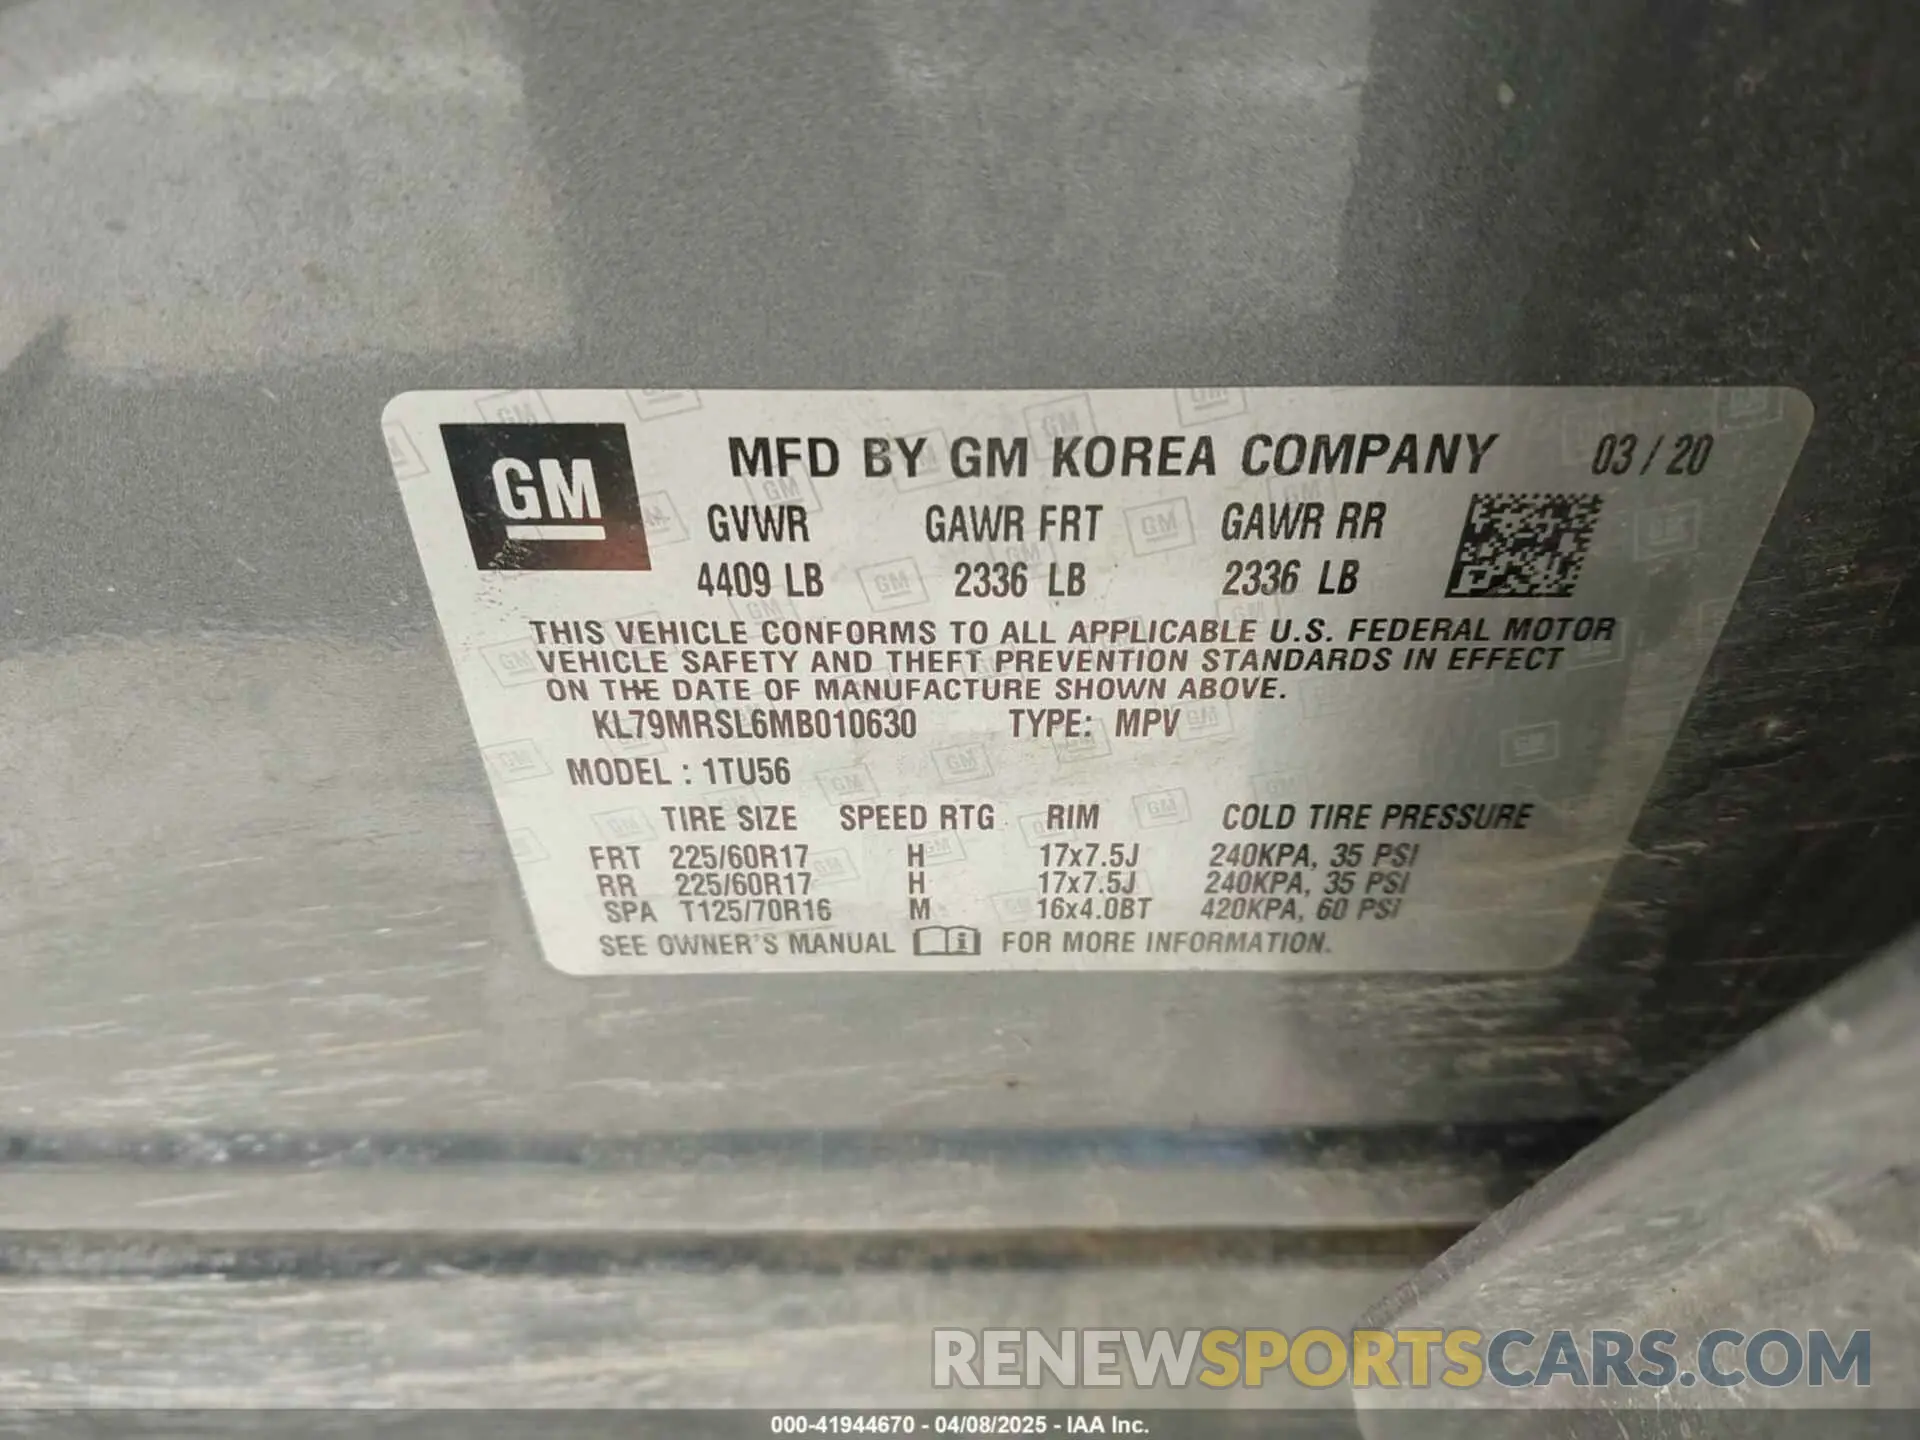 GM
MFD BY GM KOREA COMPANY 03 / 20
GVWR GAWR FRT GAWR RR
4409 LB 2336 LB 2336 LB
THIS VEHICLE CONFORMS TO ALL APPLICABLE U.S. FEDERAL MOTOR
VEHICLE SAFETY AND THEFT PREVENTION STANDARDS IN EFFECT
ON THE DATE OF MANUFACTURE SHOWN ABOVE.
KL79MRSL6MB010630 TYPE: MPV
MODEL : 1TU56
TIRE SIZE SPEED RTG RIM COLD TIRE PRESSURE
FRT 225/60R17 H 17x7.5J 240KPA, 35 PSI
RR 225/60R17 H 17x7.5J 240KPA, 35 PSI
SPA T125/70R16 M 16x4.0BT 420KPA, 60 PSI
SEE OWNER'S MANUAL i FOR MORE INFORMATION.
RENEWSPORTSCARS.COM
000-41944670 - 04/08/2025 - IAA Inc.